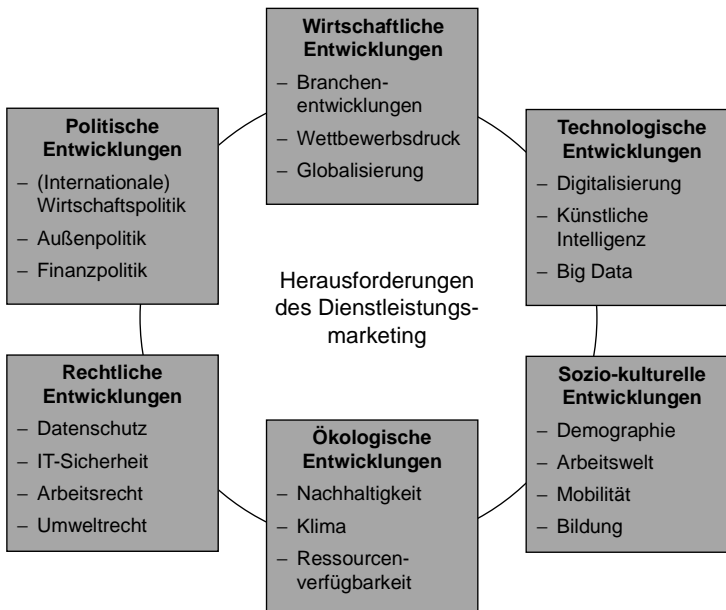 Wirtschaftliche
Entwicklungen
– Branchen-
entwicklungen
– Wettbewerbsdruck
– Globalisierung
Politische
Entwicklungen
– (Internationale)
Wirtschaftspolitik
– Außenpolitik
– Finanzpolitik
Technologische
Entwicklungen
– Digitalisierung
– Künstliche
Intelligenz
– Big Data
Herausforderungen
des Dienstleistungs-
marketing
Rechtliche
Entwicklungen
– Datenschutz
– IT-Sicherheit
– Arbeitsrecht
– Umweltrecht
Ökologische
Entwicklungen
– Nachhaltigkeit
– Klima
– Ressourcen-
verfügbarkeit
Sozio-kulturelle
Entwicklungen
– Demographie
– Arbeitswelt
– Mobilität
– Bildung